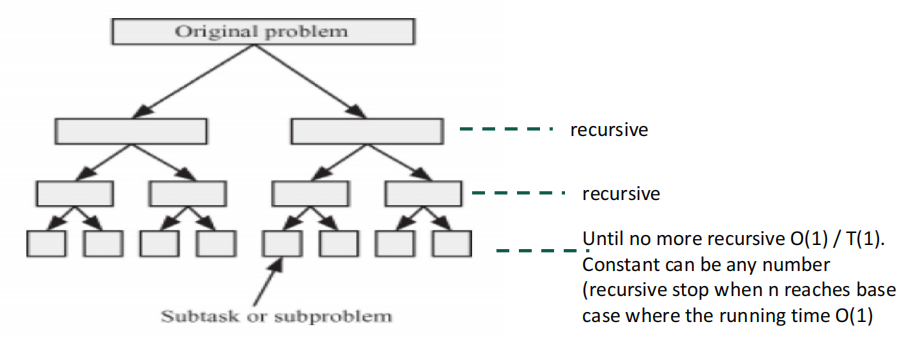 Original problem
recursive
recursive
Until no more recursive O(1) / T(1).
Constant can be any number
(recursive stop when n reaches base
case where the running time O(1)
Subtask or subproblem